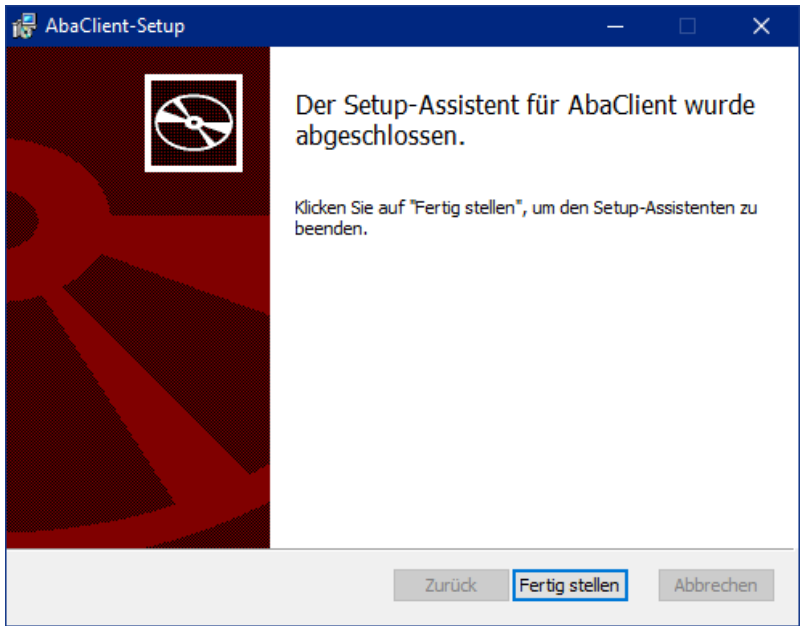 AbaClient-Setup
Der Setup-Assistent für AbaClient wurde
abgeschlossen.
Klicken Sie auf "Fertig stellen", um den Setup-Assistenten zu
beenden.
Zurück
Fertig stellen
Abbrechen